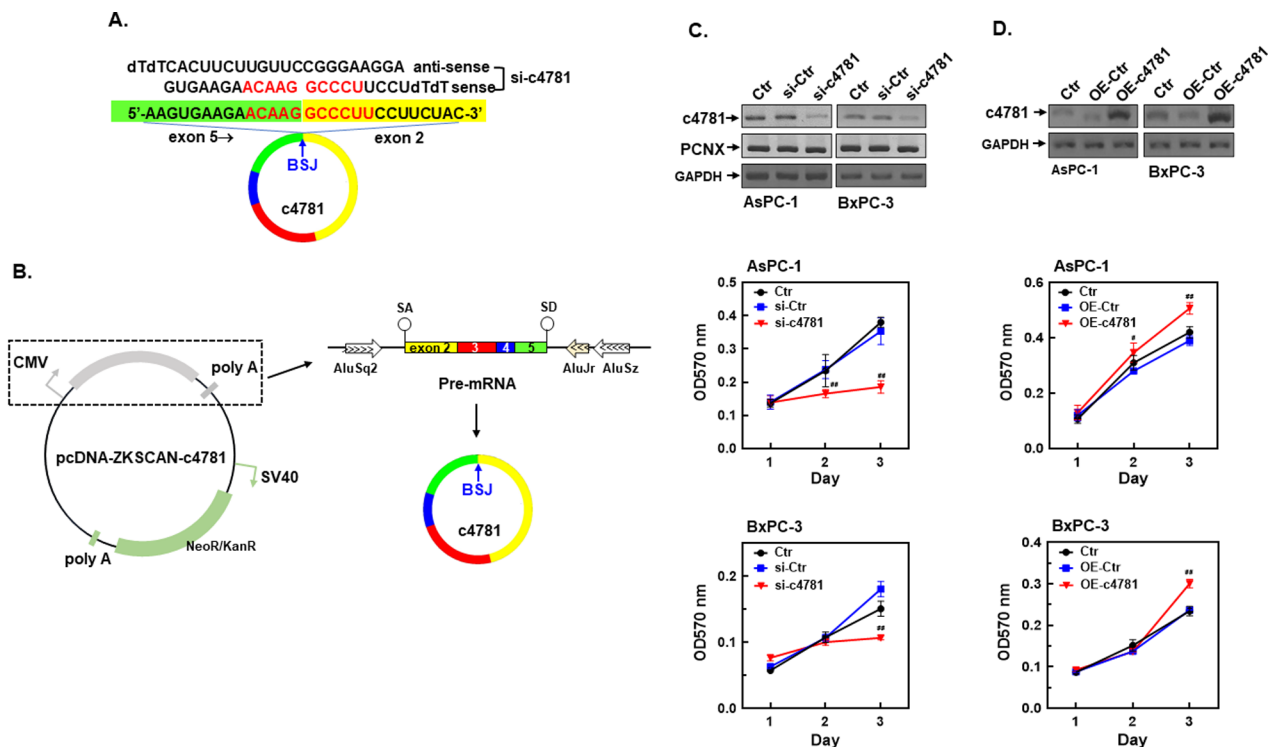 A.
dTdTCACUUCUUGUUCCGGGAAGGA anti-sense
GUGAAGAACAAG GCCCUUCCUdTdT sense
si-c4781
5'-AAGUGAAGAACAAG GCCCUUCCUUCUAC-3'
exon 5→ exon 2
BSJ
c4781
B.
CMV
poly A
pcDNA-ZKSCAN-c4781
SV40
poly A
NeoR/KanR
SA
SD
exon 2 3 4 5
AluSq2
AluJr
AluSz
Pre-mRNA
BSJ
c4781
C.
Ctr si-Ctr si-c4781 Ctr si-Ctr si-c4781
c4781
PCNX
GAPDH
AsPC-1 BxPC-3
AsPC-1
Ctr
si-Ctr
si-c4781
OD570 nm
0.5
0.4
0.3
0.2
0.1
0.0
##
##
1 2 3
Day
BxPC-3
Ctr
si-Ctr
si-c4781
OD570 nm
0.2
0.1
0.0
##
1 2 3
Day
D.
Ctr OE-Ctr OE-c4781 Ctr OE-Ctr OE-c4781
c4781
GAPDH
AsPC-1 BxPC-3
AsPC-1
Ctr
OE-Ctr
OE-c4781
OD570 nm
0.6
0.4
0.2
0.0
#
##
1 2 3
Day
BxPC-3
Ctr
OE-Ctr
OE-c4781
OD570 nm
0.4
0.3
0.2
0.1
0.0
##
1 2 3
Day